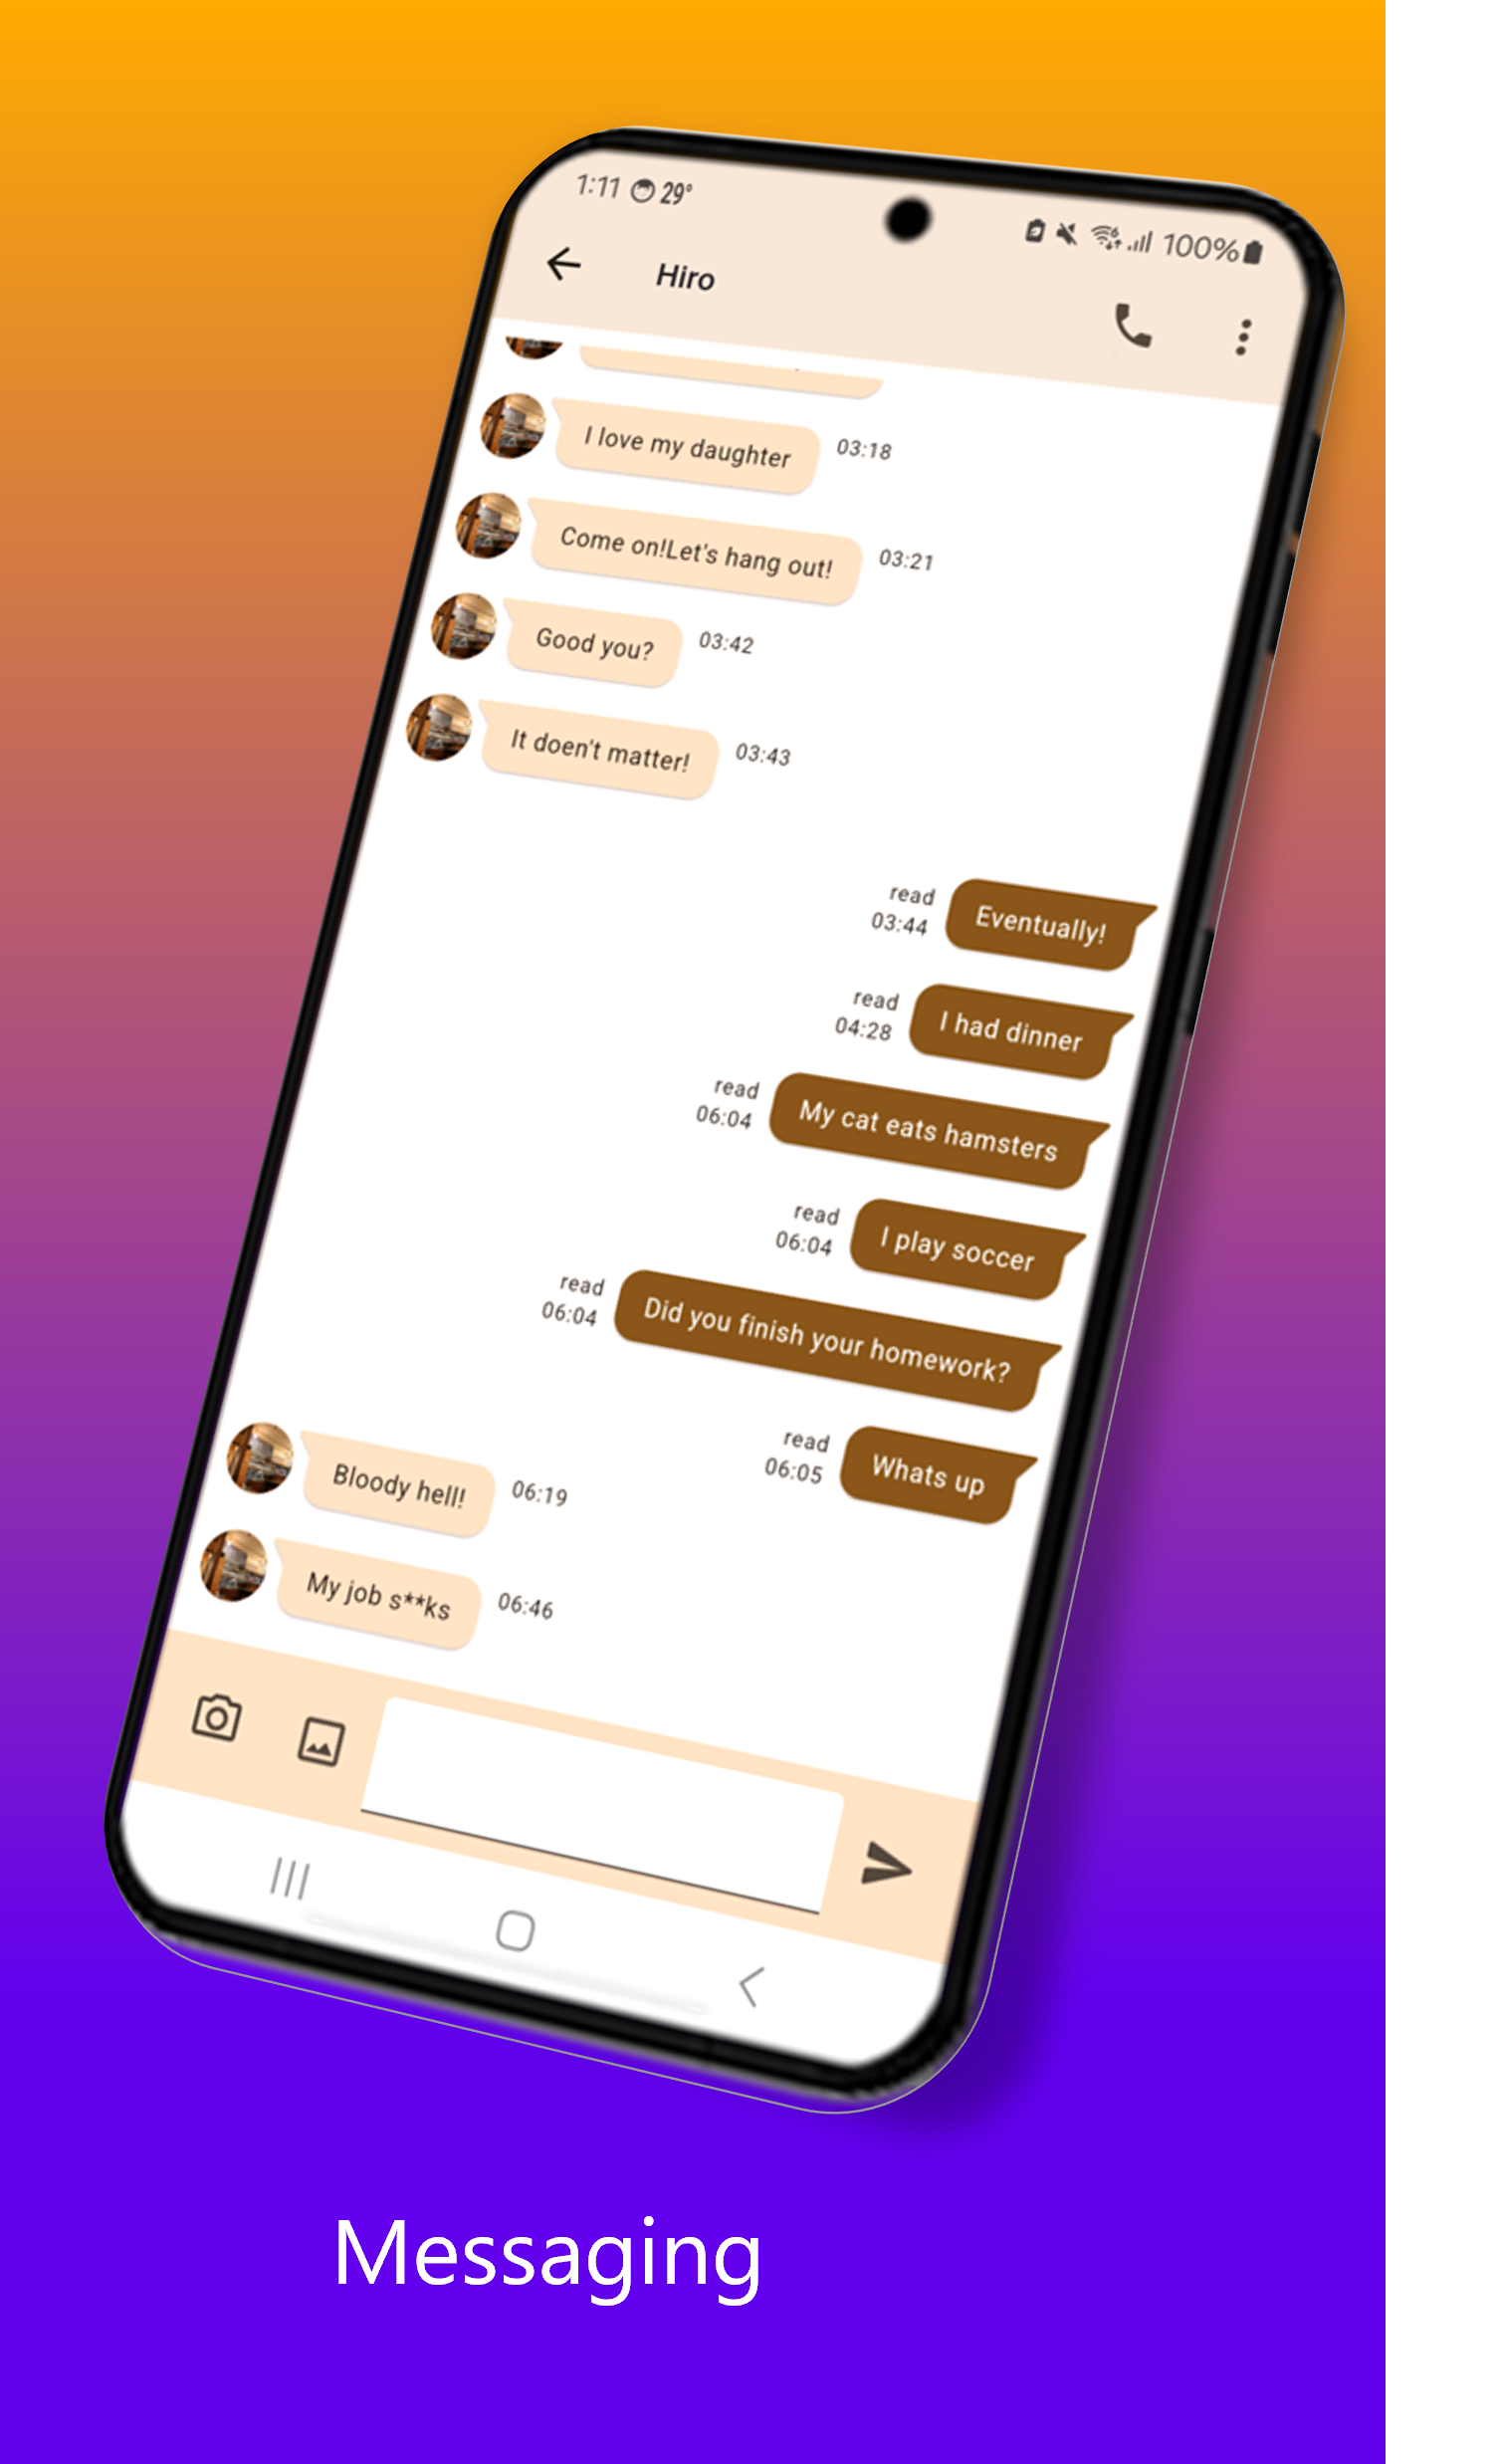 1:11 29°
100%
Hiro
I love my daughter 03:18
Come on!Let's hang out! 03:21
Good you? 03:42
It doen't matter! 03:43
read
03:44 Eventually!
read
04:28 I had dinner
read
06:04 My cat eats hamsters
read
06:04 I play soccer
read
06:04 Did you finish your homework?
read
06:05 Whats up
Bloody hell! 06:19
My job s**ks 06:46
Messaging